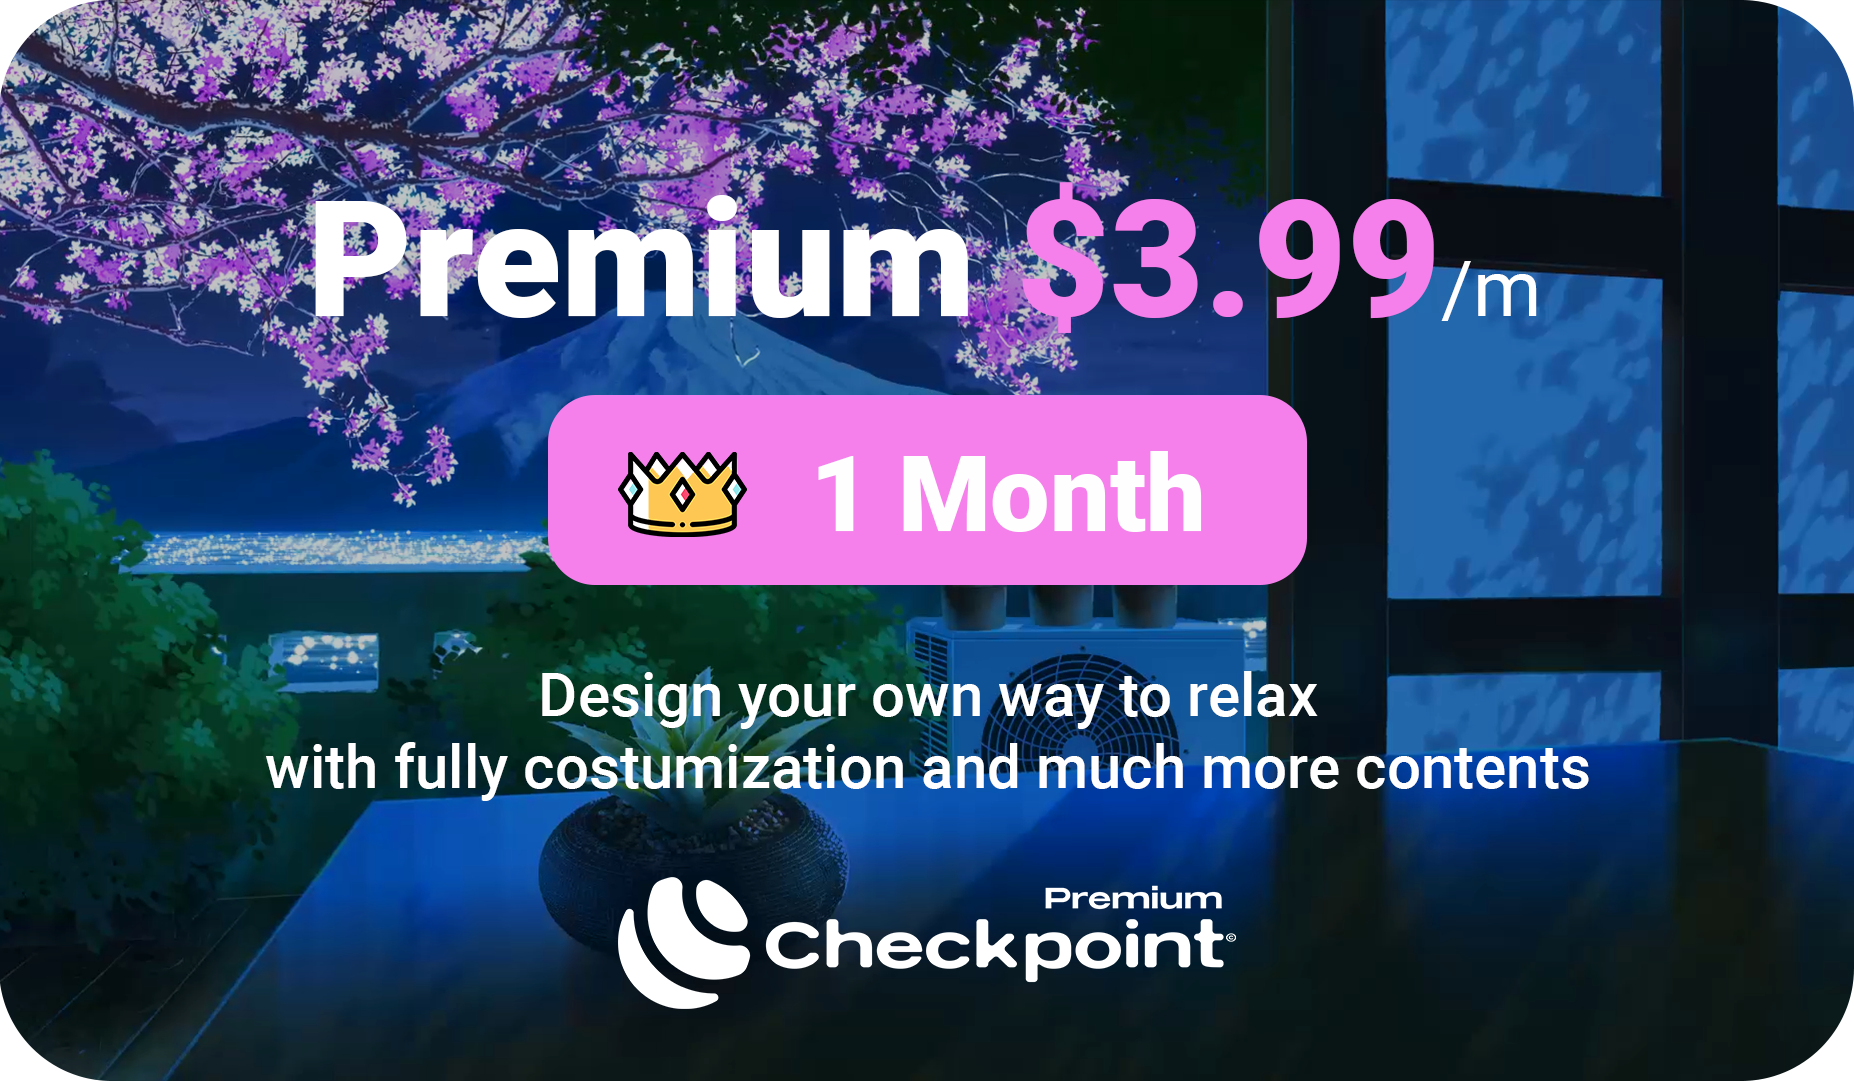 Premium $3.99/m
1 Month
Design your own way to relax
with fully costumization and much more contents
Premium
Checkpoint©